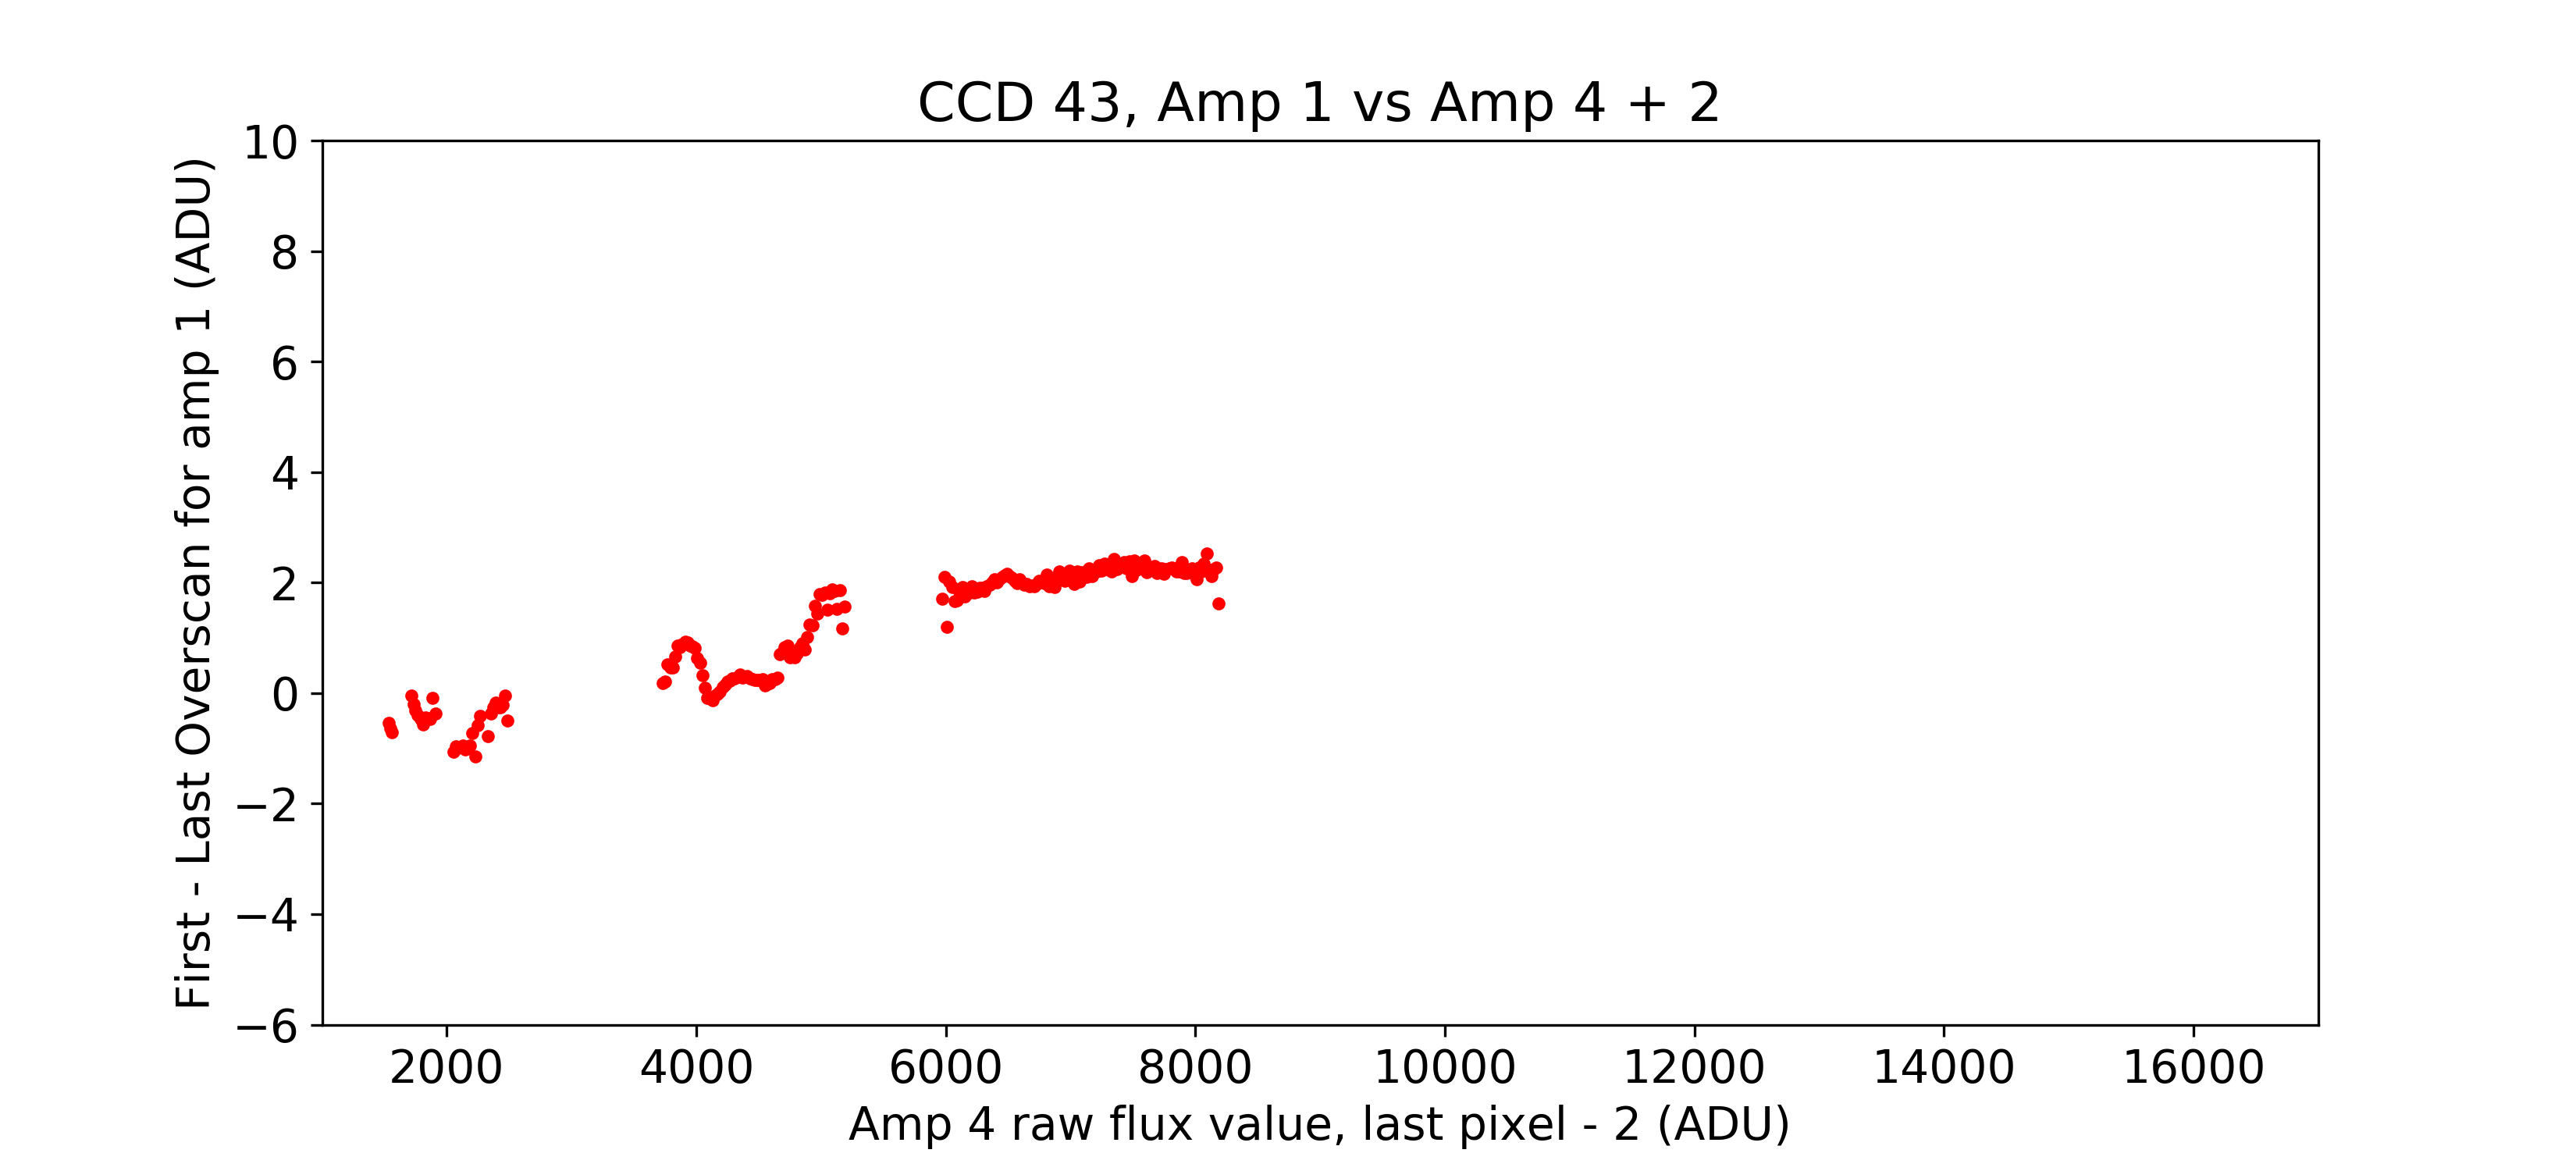 CCD 43, Amp 1 vs Amp 4 + 2
First - Last Overscan for amp 1 (ADU)
10
8
6
4
2
0
−2
−4
−6
2000 4000 6000 8000 10000 12000 14000 16000
Amp 4 raw flux value, last pixel - 2 (ADU)